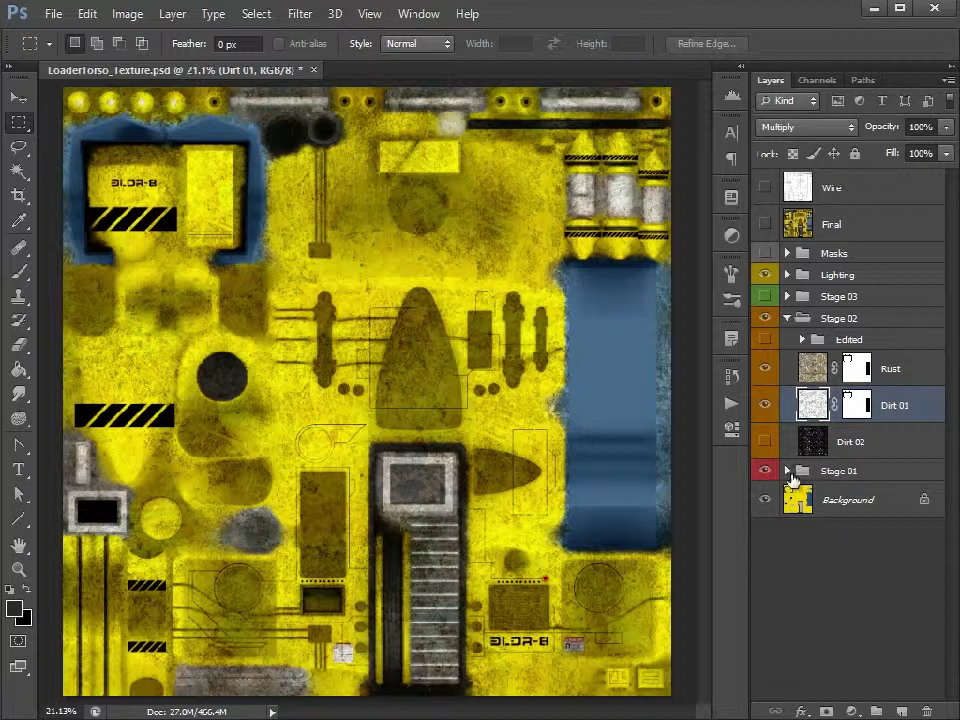 Ps File Edit Image Layer Type Select Filter 3D View Window Help
Feather: 0 px Anti-alias Style: Normal Width: Height: Refine Edge...
LoaderTorso_Texture.psd @ 21.1% (Dirt 01, RGB/8) * ×
Layers Channels Paths
Kind
Multiply Opacity: 100%
Lock: Fill: 100%
Wire
Final
Masks
Lighting
Stage 03
Stage 02
Edited
Rust
Dirt 01
Dirt 02
Stage 01
Background
BLDR-8
BLDR-8
21.13% Doc: 27.0M/466.4M